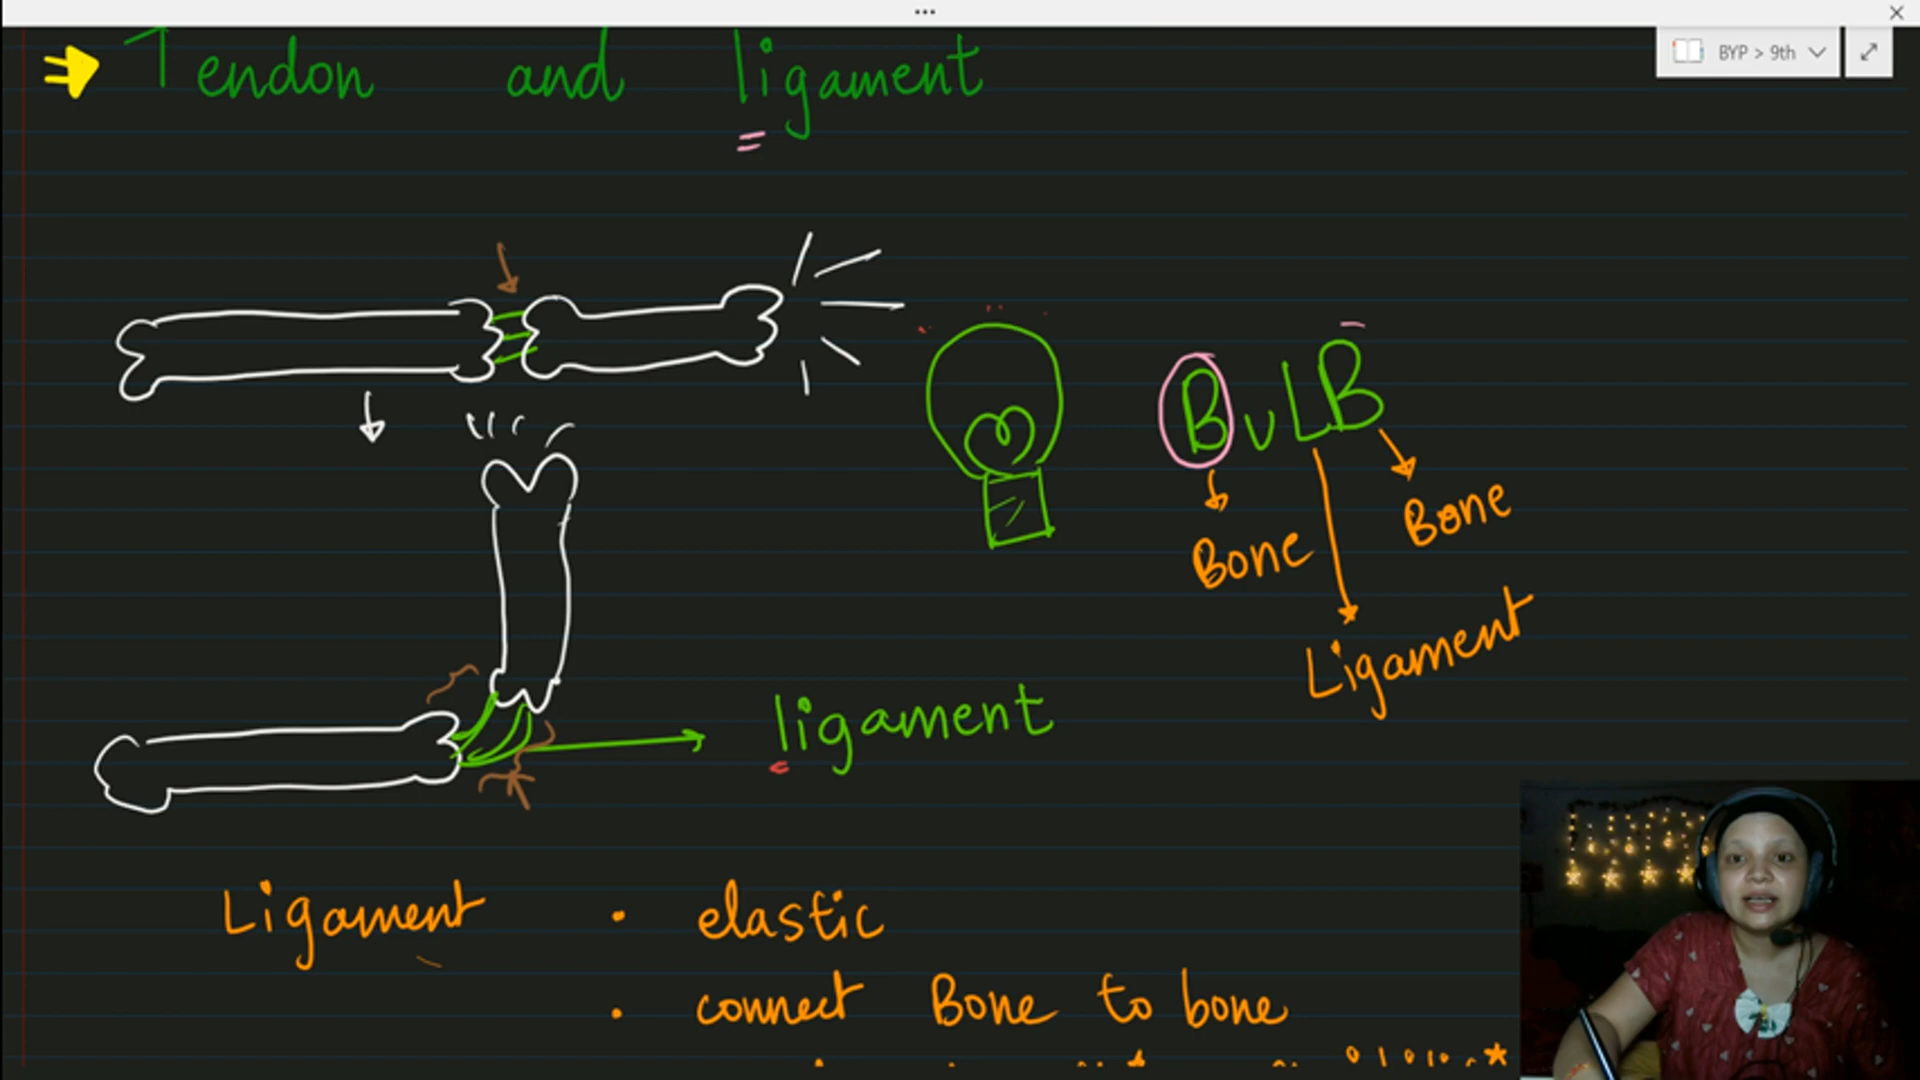 BYP > 9th
Tendon and ligament
BuLB
Bone
Bone
Ligament
ligament
Ligament • elastic
• connect Bone to bone